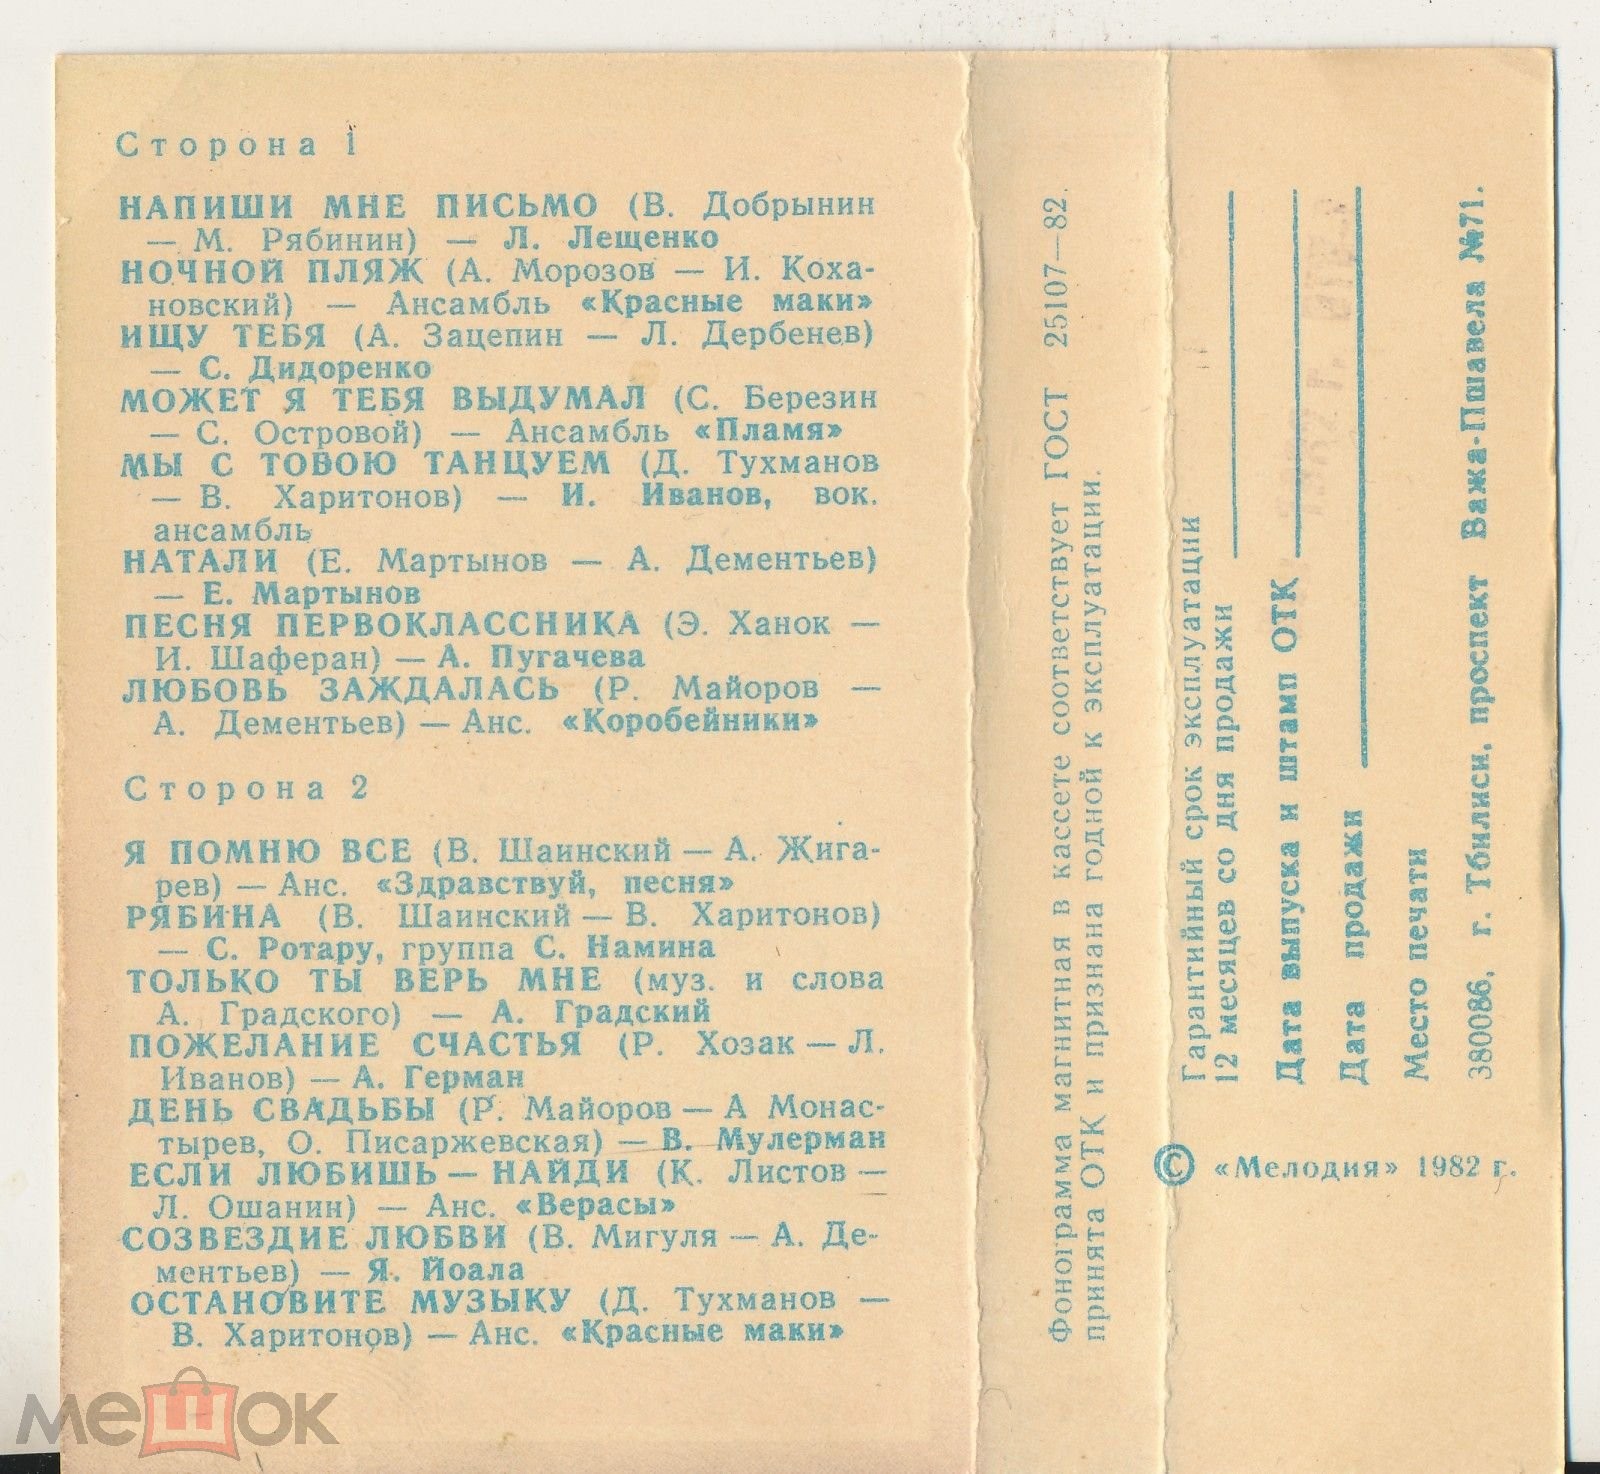 Сторона 1
НАПИШИ МНЕ ПИСЬМО (В. Добрынин
— М. Рябинин) — Л. Лещенко
НОЧНОЙ ПЛЯЖ (А. Морозов — И. Коха-
новский) — Ансамбль «Красные маки»
ИЩУ ТЕБЯ (А. Зацепин — Л. Дербенев)
— С. Дидоренко
МОЖЕТ Я ТЕБЯ ВЫДУМАЛ (С. Березин
— С. Островой) — Ансамбль «Пламя»
МЫ С ТОБОЮ ТАНЦУЕМ (Д. Тухманов
— В. Харитонов) — И. Иванов, вок.
ансамбль
НАТАЛИ (Е. Мартынов — А. Дементьев)
— Е. Мартынов
ПЕСНЯ ПЕРВОКЛАССНИКА (Э. Ханок —
И. Шаферан) — А. Пугачева
ЛЮБОВЬ ЗАЖДАЛАСЬ (Р. Майоров —
А. Дементьев) — Анс. «Коробейники»
Сторона 2
Я ПОМНЮ ВСЕ (В. Шаинский — А. Жига-
рев) — Анс. «Здравствуй, песня»
РЯБИНА (В. Шаинский — В. Харитонов)
— С. Ротару, группа С. Намина
ТОЛЬКО ТЫ ВЕРЬ МНЕ (муз. и слова
А. Градского) — А. Градский
ПОЖЕЛАНИЕ СЧАСТЬЯ (Р. Хозак — Л.
Иванов) — А. Герман
ДЕНЬ СВАДЬБЫ (Р. Майоров — А Монас-
тырев, О. Писаржевская) — В. Мулерман
ЕСЛИ ЛЮБИШЬ — НАЙДИ (К. Листов —
Л. Ошанин) — Анс. «Верасы»
СОЗВЕЗДИЕ ЛЮБВИ (В. Мигуля — А. Де-
ментьев) — Я. Йоала
ОСТАНОВИТЕ МУЗЫКУ (Д. Тухманов —
В. Харитонов) — Анс. «Красные маки»
Фонограмма магнитная в кассете соответствует ГОСТ 25107—82.
принята ОТК и признана годной к эксплуатации.
Гарантийный срок эксплуатации
12 месяцев со дня продажи
Дата выпуска и штамп ОТК
Дата продажи
Место печати
380086, г. Тбилиси, проспект Важа-Пшавела №71.
© «Мелодия» 1982 г.
мешок